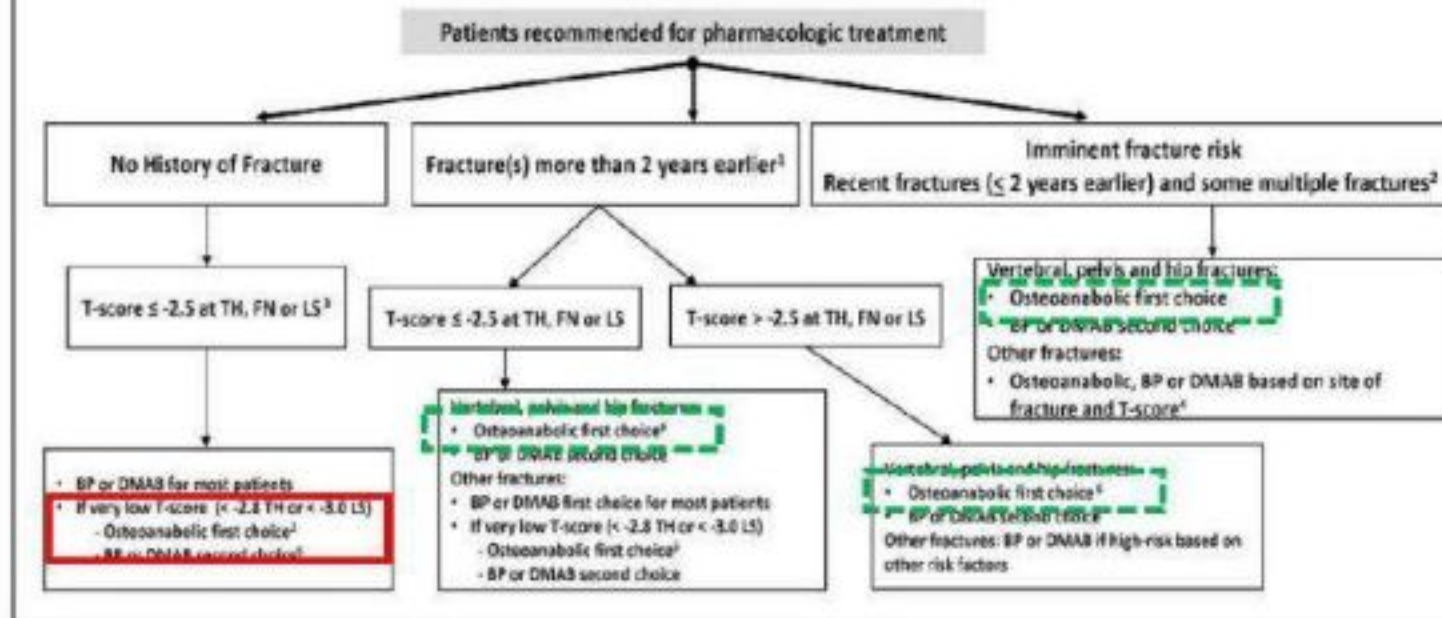 Patients recommended for pharmacologic treatment
No History of Fracture
Fracture(s) more than 2 years earlier¹
Imminent fracture risk
Recent fractures (≤ 2 years earlier) and some multiple fractures²
T-score ≤ -2.5 at TH, FN or LS³
T-score ≤ -2.5 at TH, FN or LS
T-score > -2.5 at TH, FN or LS
Vertebral, pelvis and hip fractures:
• Osteoanabolic first choice
• BP or DMAB second choice
Other fractures:
• Osteoanabolic, BP or DMAB based on site of
fracture and T-score⁴
• BP or DMAB for most patients
• If very low T-score (< -2.8 TH or < -3.0 LS)
- Osteoanabolic first choice
- BP or DMAB second choice
Vertebral, pelvis and hip fractures
• Osteoanabolic first choice
• BP or DMAB second choice
Other fractures:
• BP or DMAB first choice for most patients
• If very low T-score (< -2.8 TH or < -3.0 LS)
- Osteoanabolic first choice
- BP or DMAB second choice
Vertebral, pelvis and hip fractures:
• Osteoanabolic first choice
• BP or DMAB second choice
Other fractures: BP or DMAB if high-risk based on
other risk factors